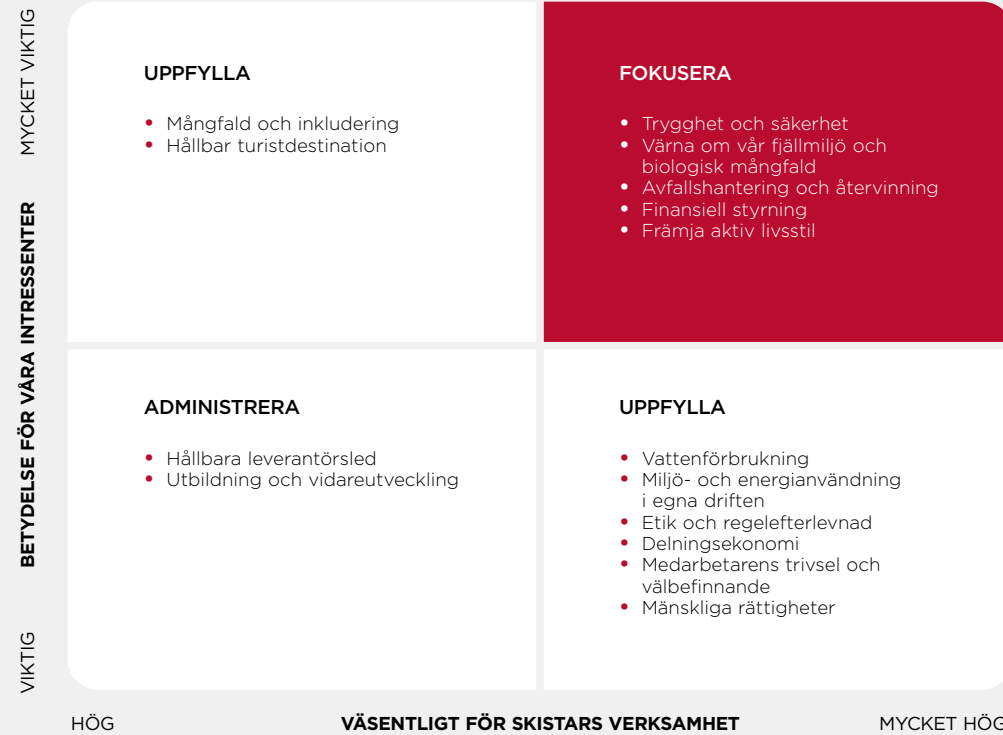 MYCKET VIKTIG
BETYDELSE FÖR VÅRA INTRESSENTER
VIKTIG
UPPFYLLA
• Mångfald och inkludering
• Hållbar turistdestination
FOKUSERA
• Trygghet och säkerhet
• Värna om vår fjällmiljö och
biologisk mångfald
• Avfallshantering och återvinning
• Finansiell styrning
• Främja aktiv livsstil
ADMINISTRERA
• Hållbara leverantörsled
• Utbildning och vidareutveckling
UPPFYLLA
• Vattenförbrukning
• Miljö- och energianvändning
i egna driften
• Etik och regelefterlevnad
• Delningsekonomi
• Medarbetarens trivsel och
välbefinnande
• Mänskliga rättigheter
HÖG
VÄSENTLIGT FÖR SKISTARS VERKSAMHET
MYCKET HÖG